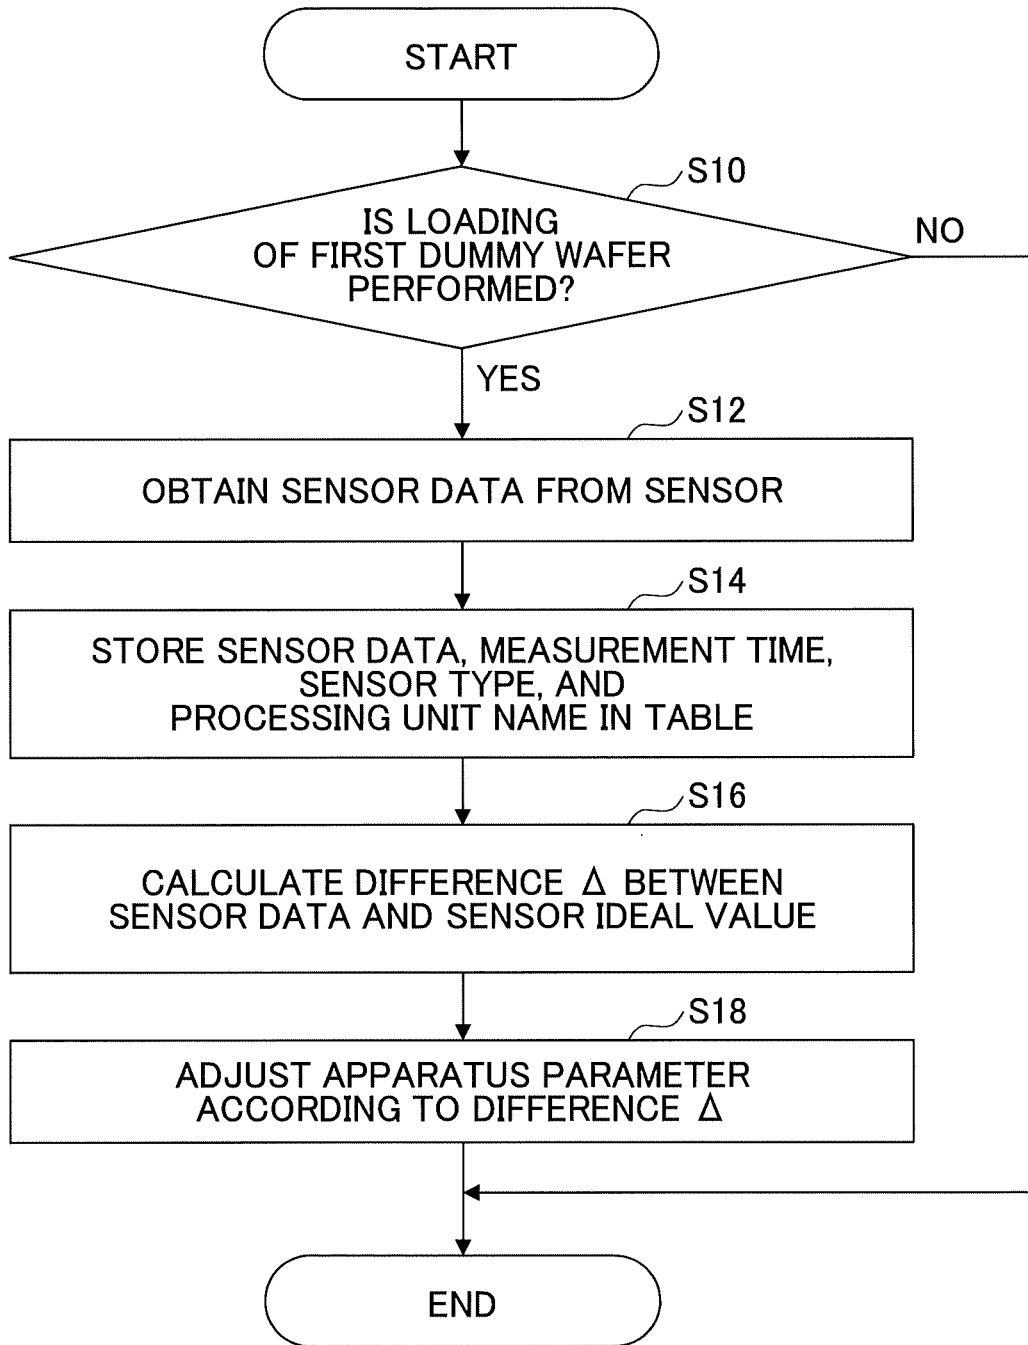 START
S10
IS LOADING
OF FIRST DUMMY WAFER
PERFORMED?
NO
YES
S12
OBTAIN SENSOR DATA FROM SENSOR
S14
STORE SENSOR DATA, MEASUREMENT TIME,
SENSOR TYPE, AND
PROCESSING UNIT NAME IN TABLE
S16
CALCULATE DIFFERENCE Δ BETWEEN
SENSOR DATA AND SENSOR IDEAL VALUE
S18
ADJUST APPARATUS PARAMETER
ACCORDING TO DIFFERENCE Δ
END